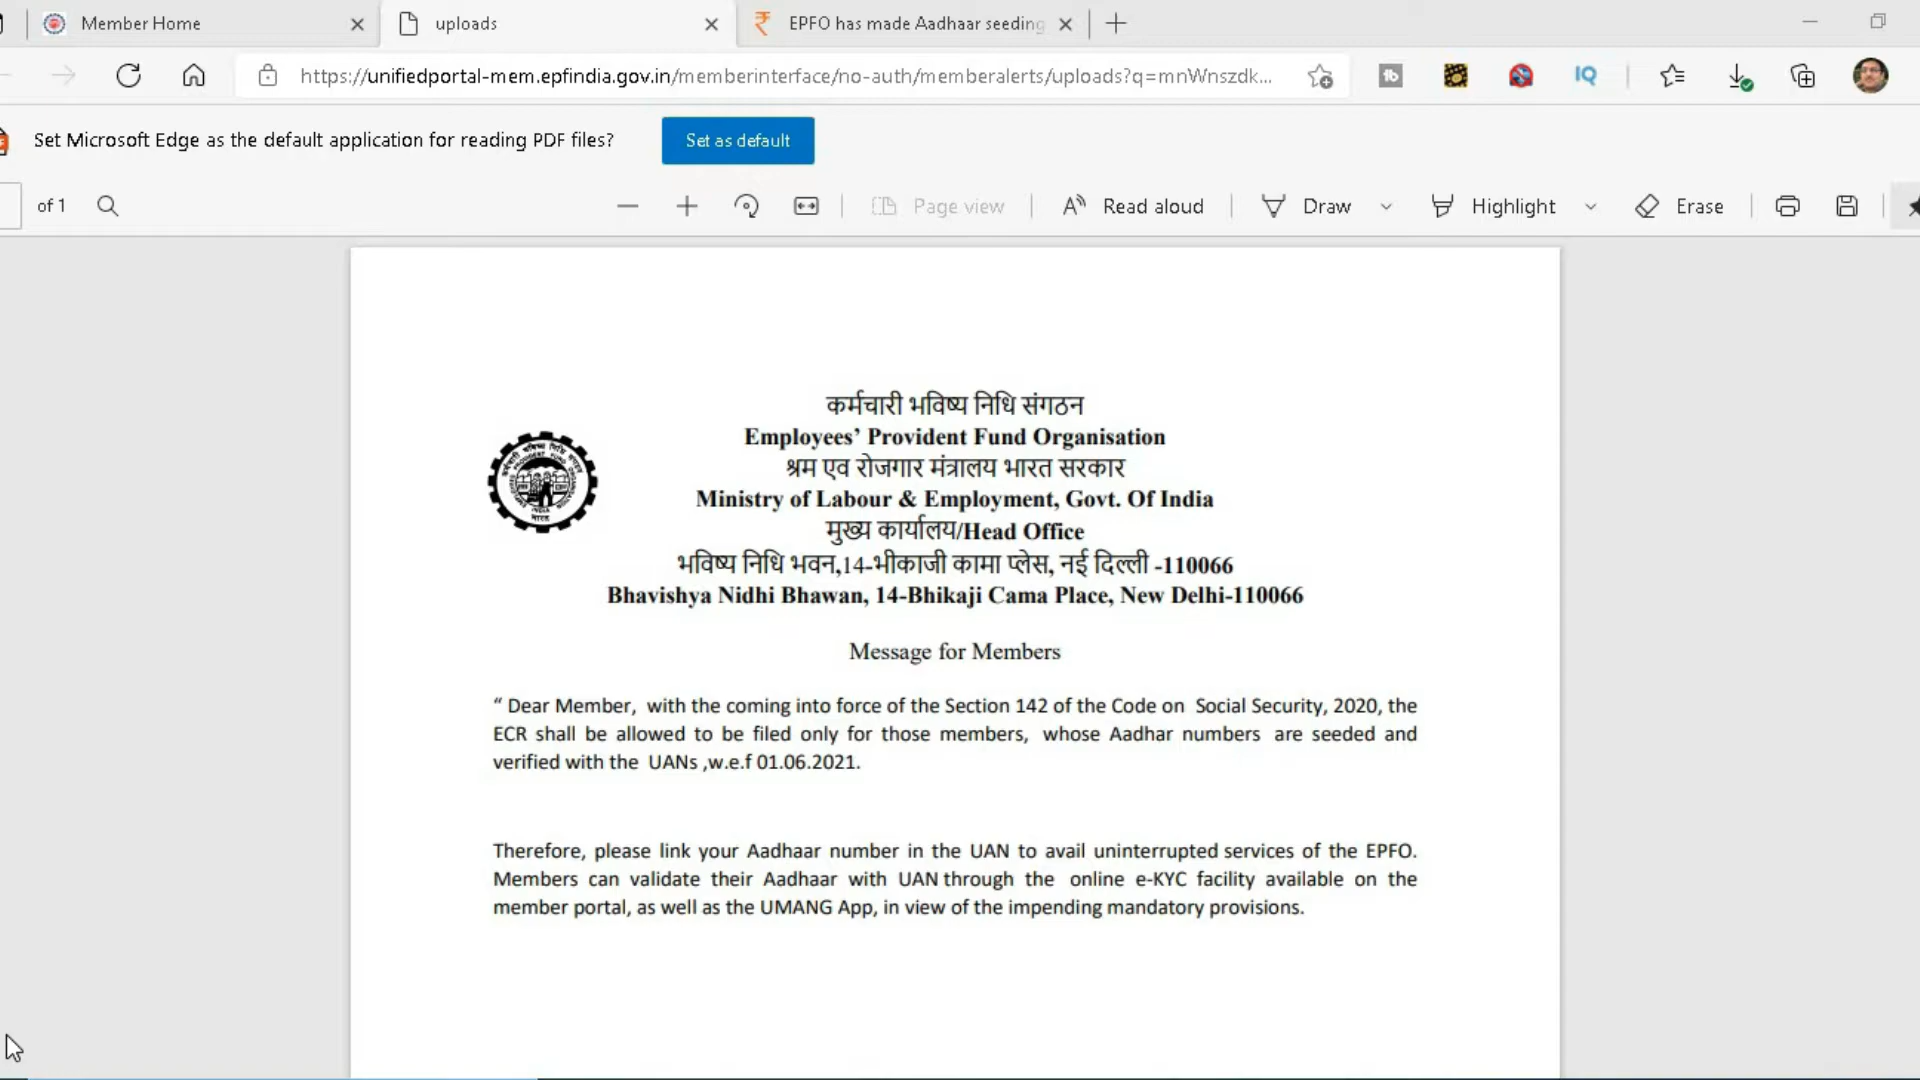 Member Home
uploads
EPFO has made Aadhaar seeding
https://unifiedportal-mem.epfindia.gov.in/memberinterface/no-auth/memberalerts/uploads?q=mnWnszdk...
Set Microsoft Edge as the default application for reading PDF files?
Set as default
of 1
Page view
Read aloud
Draw
Highlight
Erase
कर्मचारी भविष्य निधि संगठन
Employees’ Provident Fund Organisation
श्रम एव रोजगार मंत्रालय भारत सरकार
Ministry of Labour & Employment, Govt. Of India
मुख्य कार्यालय/Head Office
भविष्य निधि भवन,14-भीकाजी कामा प्लेस, नई दिल्ली -110066
Bhavishya Nidhi Bhawan, 14-Bhikaji Cama Place, New Delhi-110066
Message for Members
“ Dear Member, with the coming into force of the Section 142 of the Code on Social Security, 2020, the
ECR shall be allowed to be filed only for those members, whose Aadhar numbers are seeded and
verified with the UANs ,w.e.f 01.06.2021.
Therefore, please link your Aadhaar number in the UAN to avail uninterrupted services of the EPFO.
Members can validate their Aadhaar with UAN through the online e-KYC facility available on the
member portal, as well as the UMANG App, in view of the impending mandatory provisions.